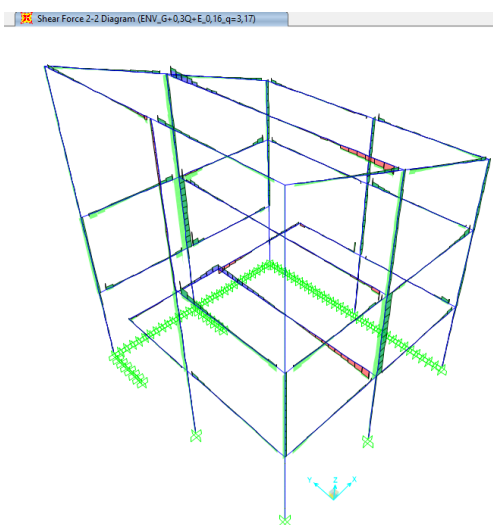 Shear Force 2-2 Diagram (ENV_G+0,3Q+E_0,16_q=3,17)
Y Z X